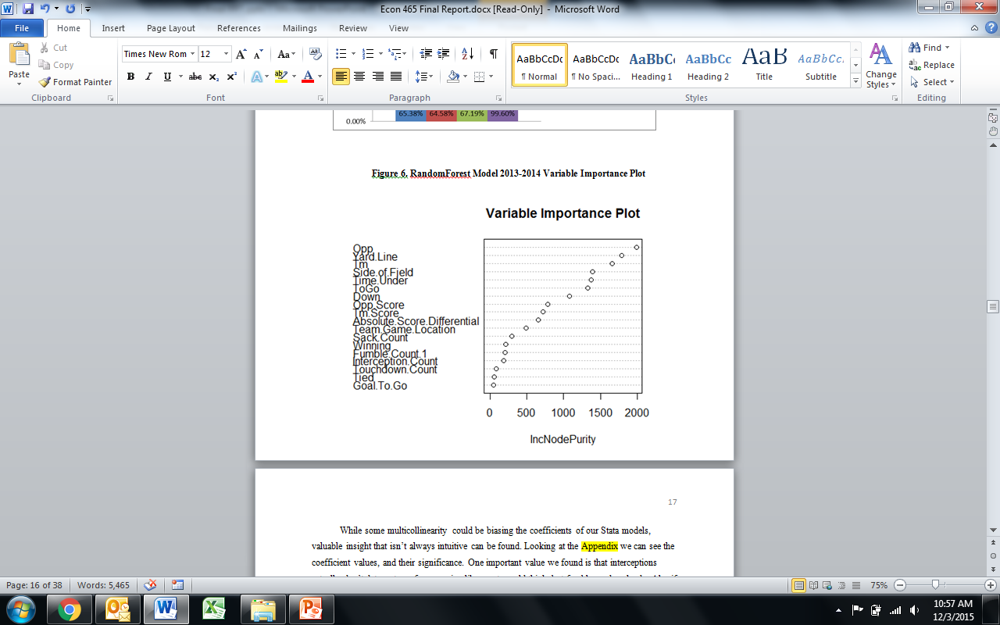 Econ 465 Final Report.docx [Read-Only] - Microsoft Word
File Home Insert Page Layout References Mailings Review View
Paste
Cut
Copy
Format Painter
Clipboard
Times New Rom 12
Font
Paragraph
AaBbCcDc AaBbCcDc AaBbCc AaBbCc AaB AaBbCc.
¶ Normal ¶ No Spaci... Heading 1 Heading 2 Title Subtitle
Change Styles
Styles
Find
Replace
Select
Editing
65.38% 64.58% 67.19% 99.60%
0.00%
Figure 6, RandomForest Model 2013-2014 Variable Importance Plot
Variable Importance Plot
Opp
Yard.Line
Tm
Side.of.Field
Time.Under
ToGo
Down
Opp.Score
Tm.Score
Absolute.Score.Differential
Team.Game.Location
Sack.Count
Winning
Fumble.Count.1
Interception.Count
Touchdown.Count
Tied
Goal.To.Go
0 500 1000 1500 2000
IncNodePurity
17
While some multicollinearity could be biasing the coefficients of our Stata models,
valuable insight that isn't always intuitive can be found. Looking at the Appendix we can see the
coefficient values, and their significance. One important value we found is that interceptions
Page: 16 of 38 Words: 5,465 75%
10:57 AM
12/3/2015